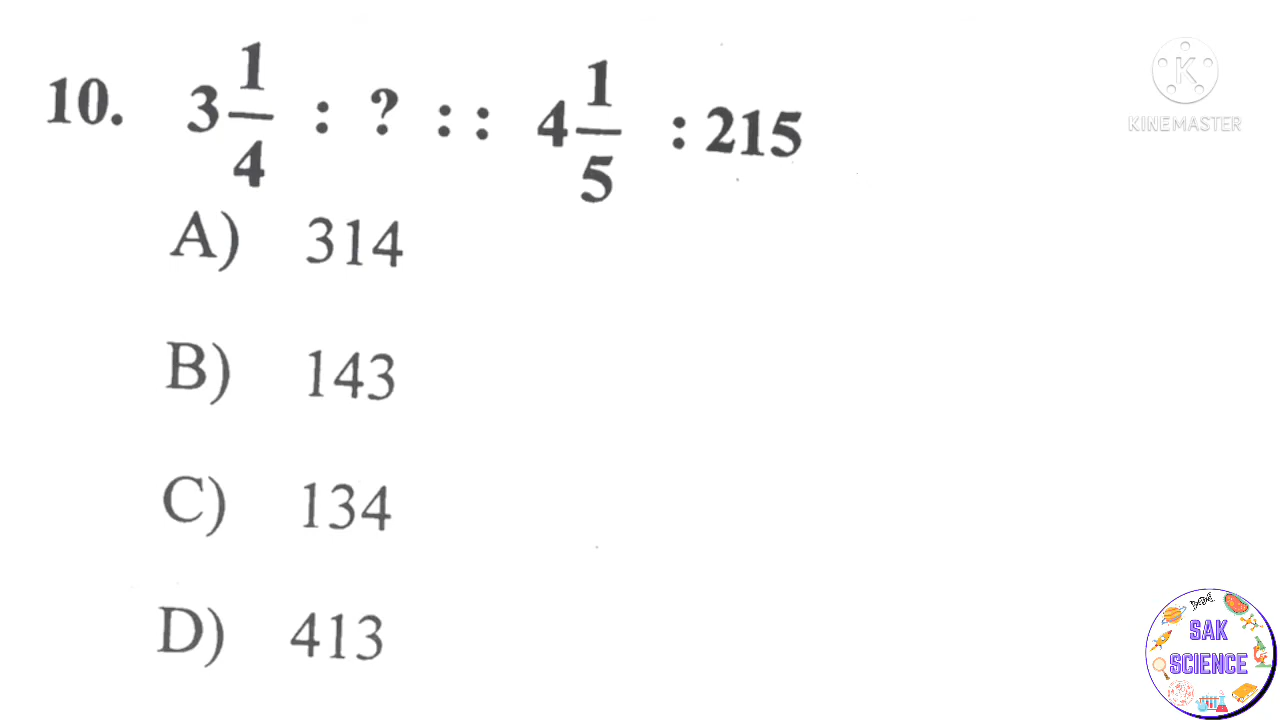 10. 3 1/4 : ? : : 4 1/5 : 215
A) 314
B) 143
C) 134
D) 413
KINEMASTER
SAK
SCIENCE